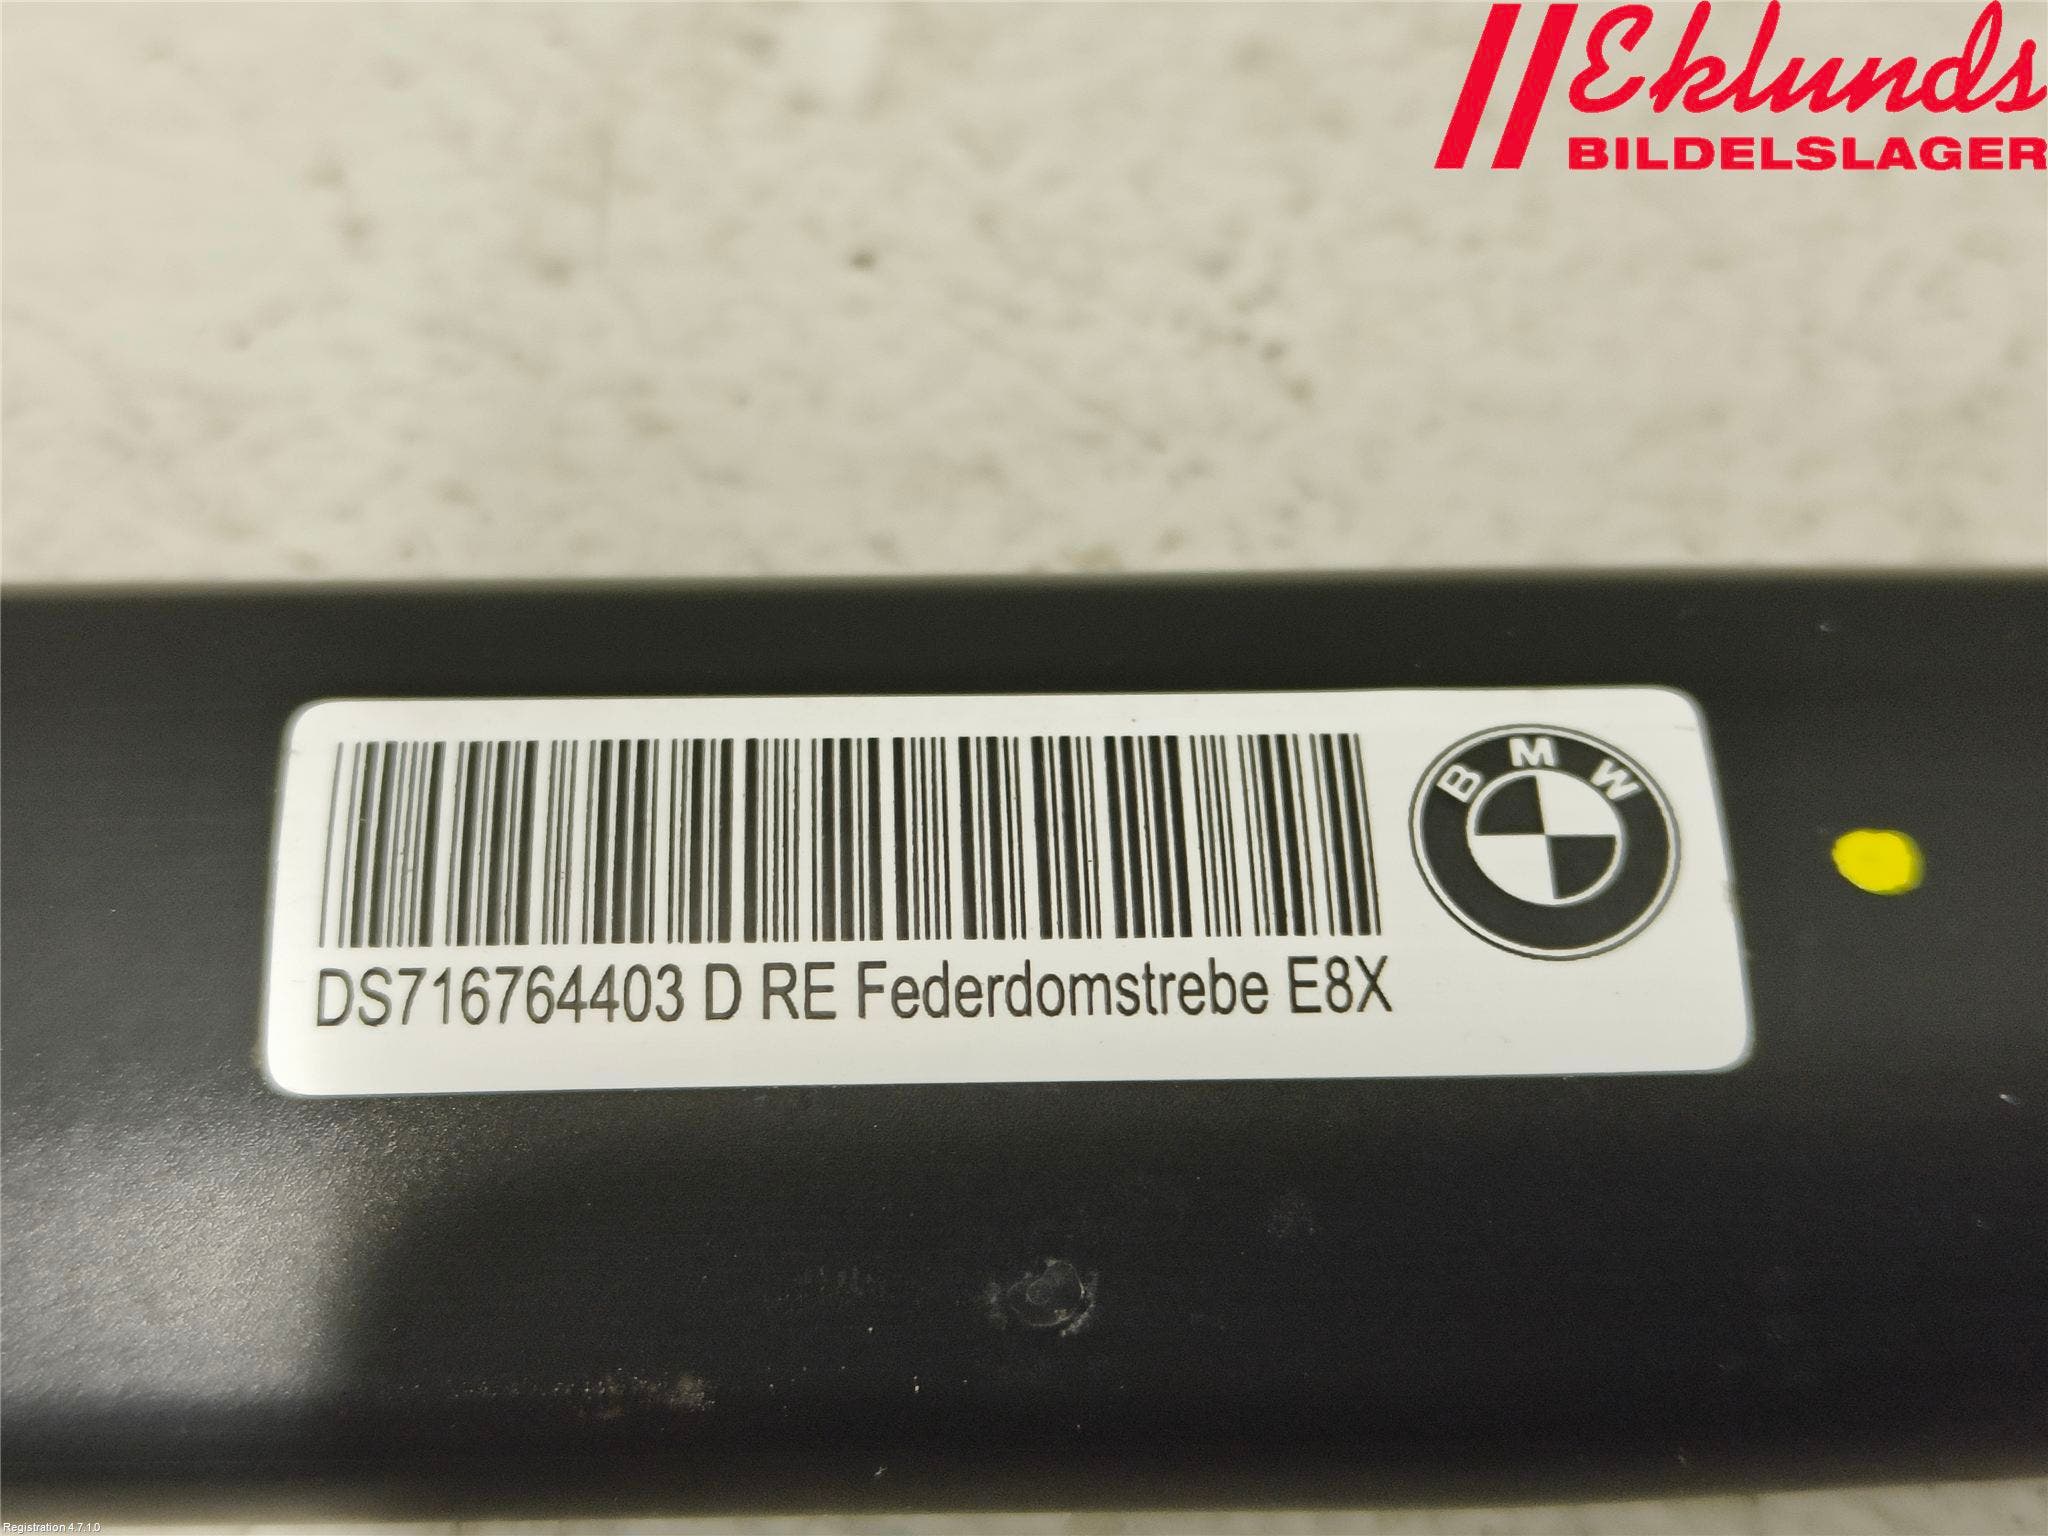 Eklunds
BILDELSLAGER
BMW
DS716764403 D RE Federdomstrebe E8X
Registration 4.7.1.0